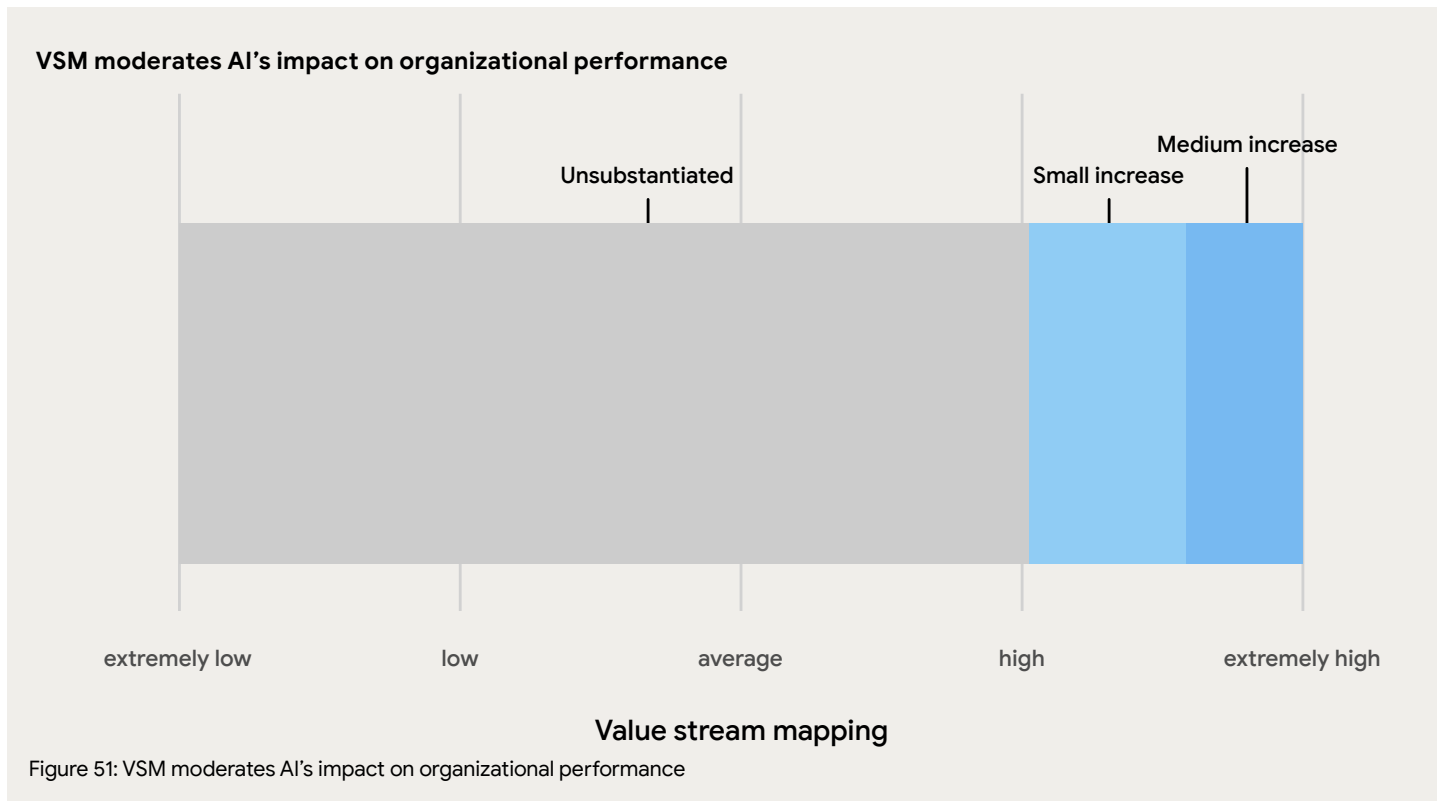 VSM moderates AI’s impact on organizational performance
Medium increase
Unsubstantiated
Small increase
extremely low
low
average
high
extremely high
Value stream mapping
Figure 51: VSM moderates AI’s impact on organizational performance